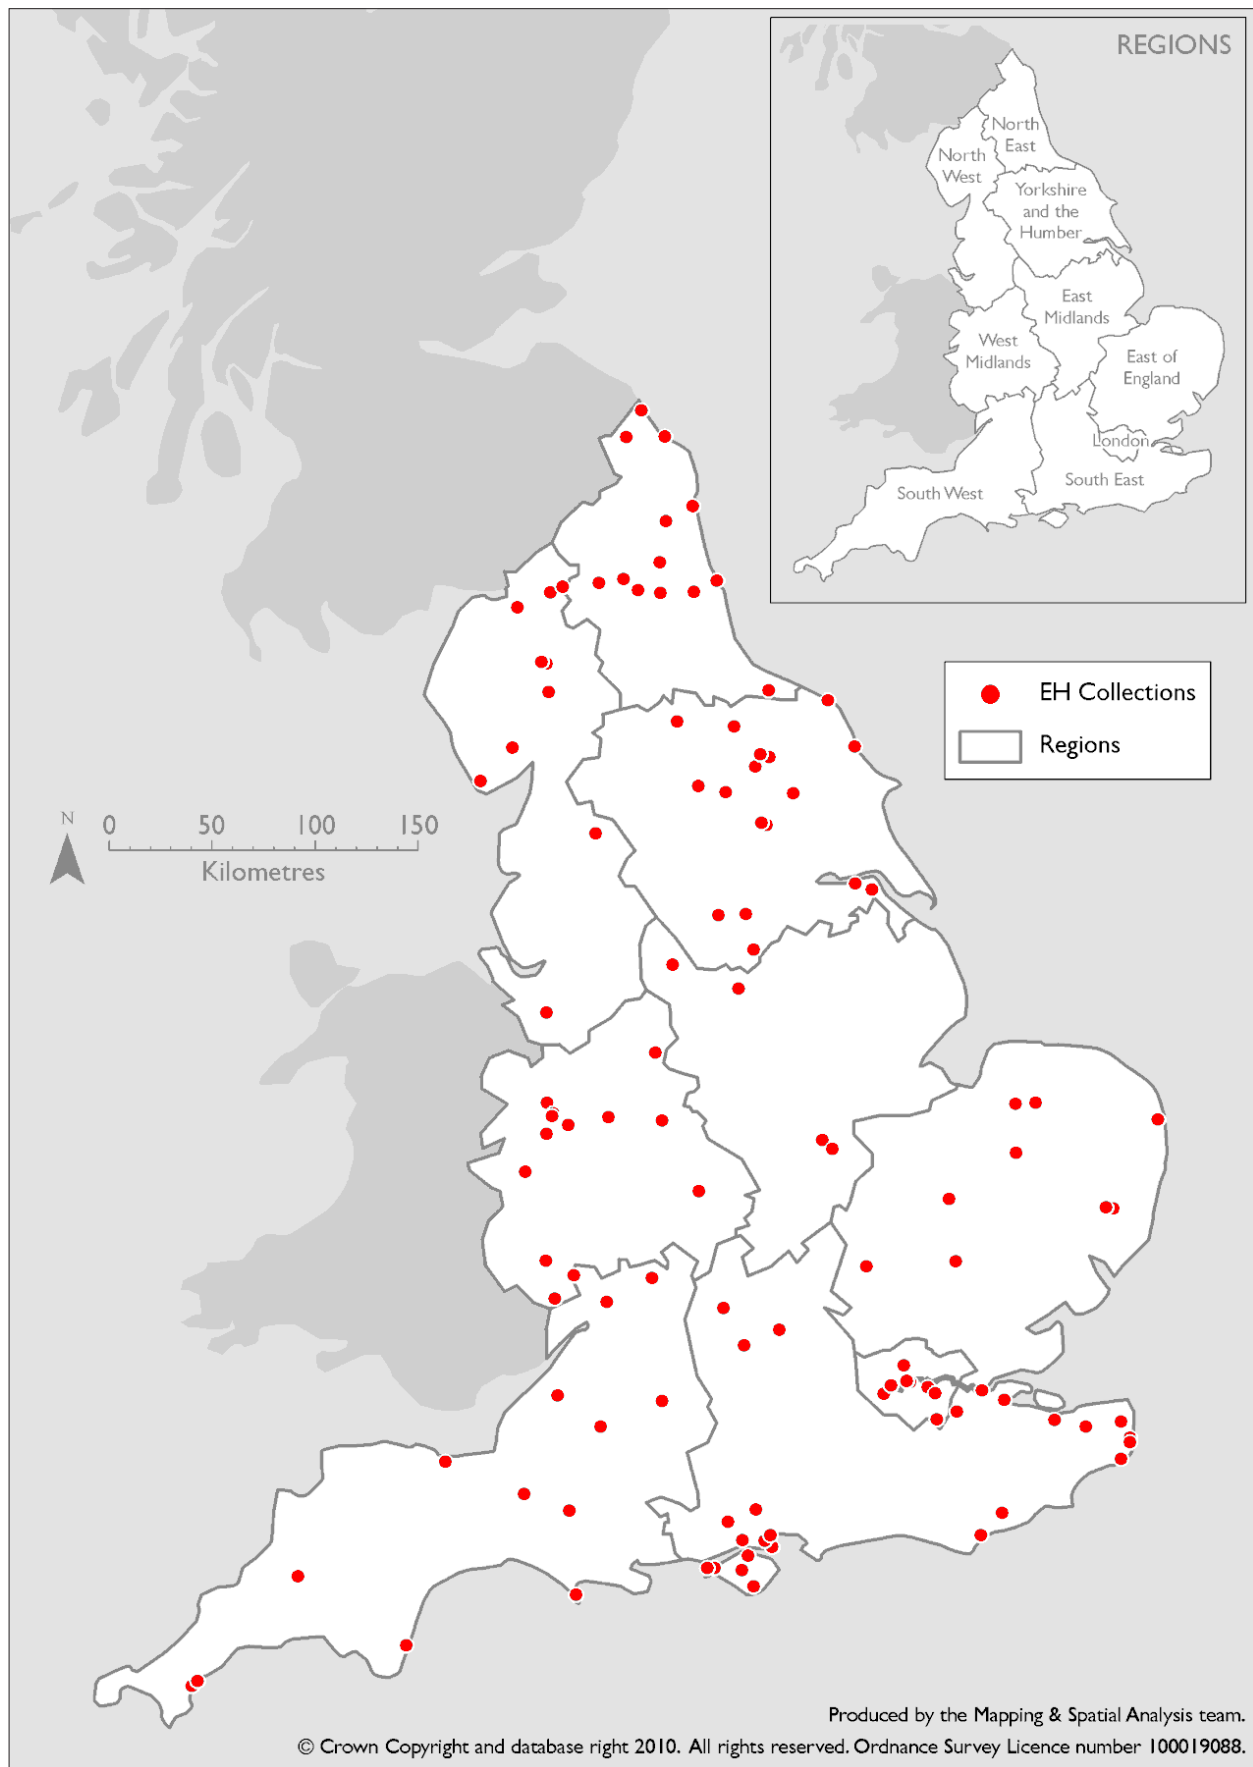 REGIONS
North
East
North
West
Yorkshire
and the
Humber
East
Midlands
West
Midlands
East of
England
London
South West
South East
EH Collections
Regions
N
0 50 100 150
Kilometres
Produced by the Mapping & Spatial Analysis team.
© Crown Copyright and database right 2010. All rights reserved. Ordnance Survey Licence number 100019088.